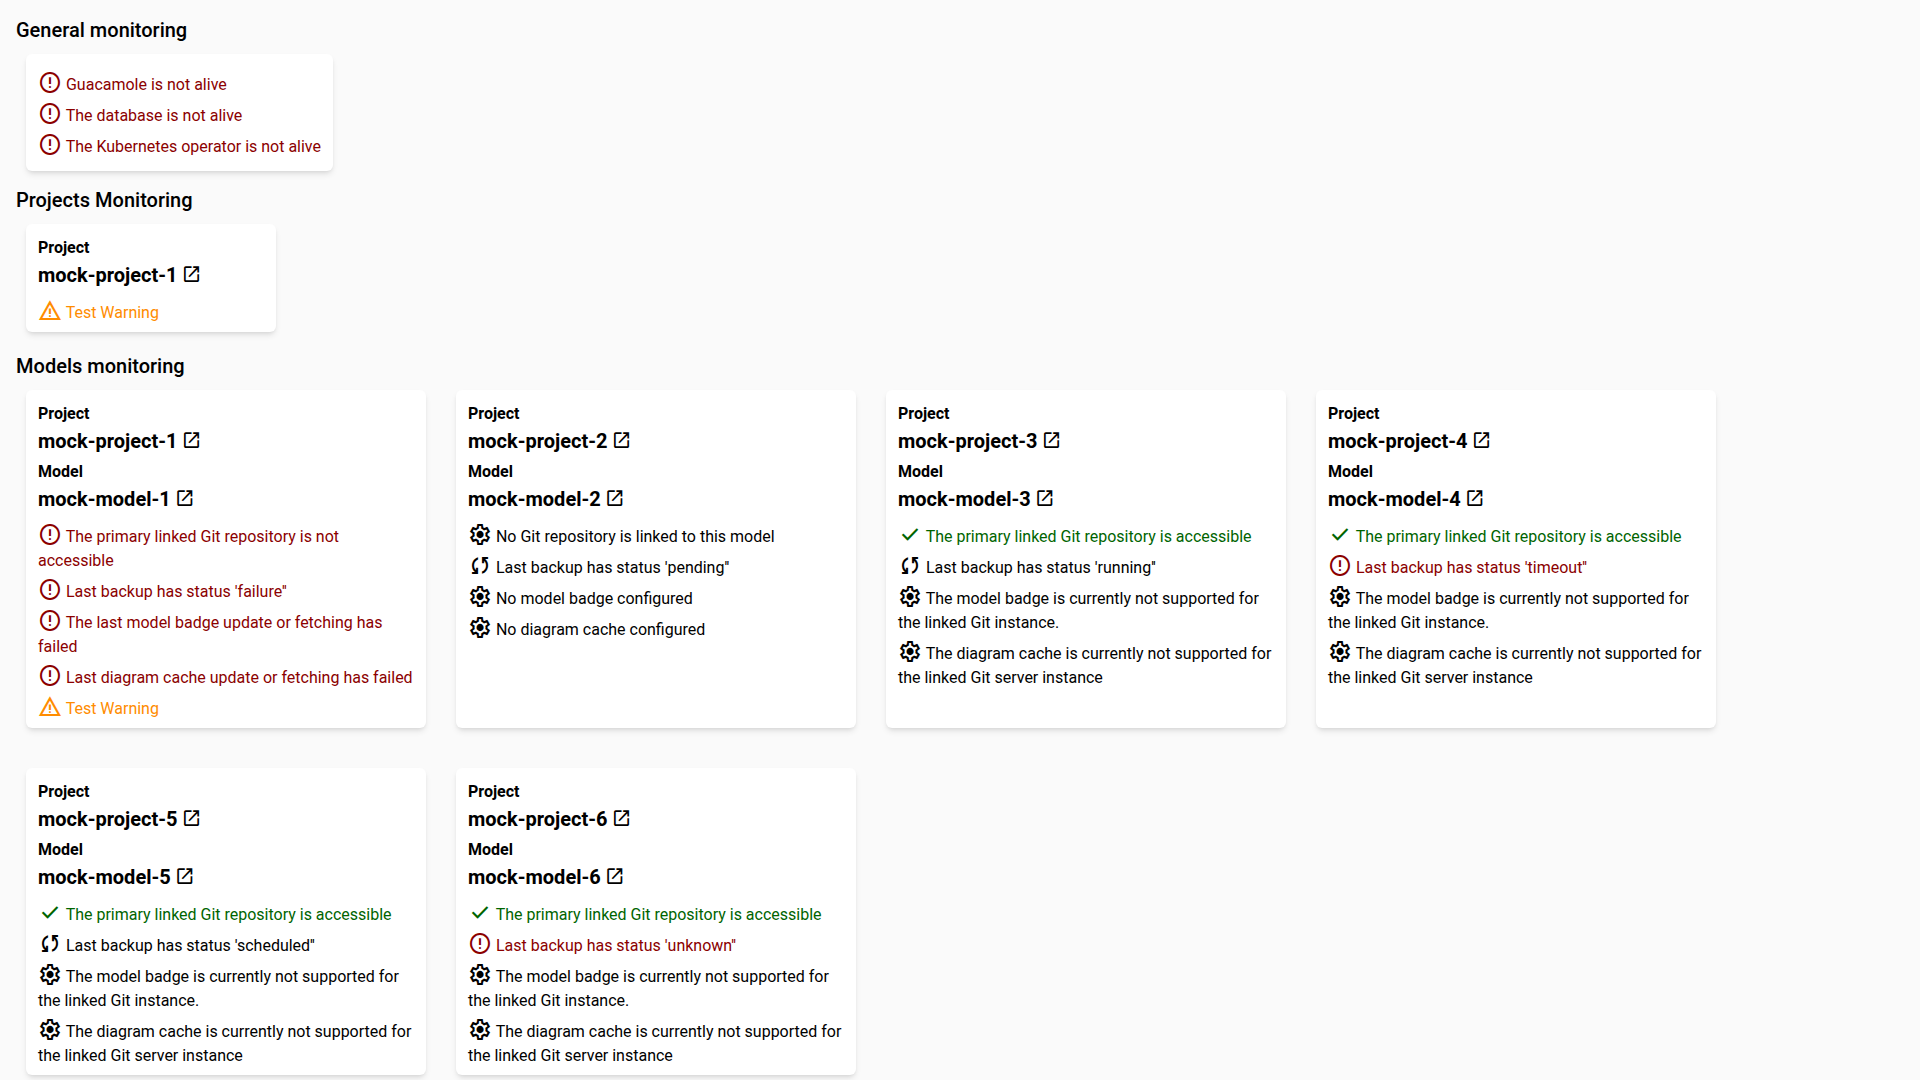 General monitoring
Guacamole is not alive
The database is not alive
The Kubernetes operator is not alive
Projects Monitoring
Project
mock-project-1
Test Warning
Models monitoring
Project
mock-project-1
Model
mock-model-1
The primary linked Git repository is not
accessible
Last backup has status 'failure"
The last model badge update or fetching has
failed
Last diagram cache update or fetching has failed
Test Warning
Project
mock-project-2
Model
mock-model-2
No Git repository is linked to this model
Last backup has status 'pending"
No model badge configured
No diagram cache configured
Project
mock-project-3
Model
mock-model-3
The primary linked Git repository is accessible
Last backup has status 'running"
The model badge is currently not supported for
the linked Git instance.
The diagram cache is currently not supported for
the linked Git server instance
Project
mock-project-4
Model
mock-model-4
The primary linked Git repository is accessible
Last backup has status 'timeout"
The model badge is currently not supported for
the linked Git instance.
The diagram cache is currently not supported for
the linked Git server instance
Project
mock-project-5
Model
mock-model-5
The primary linked Git repository is accessible
Last backup has status 'scheduled"
The model badge is currently not supported for
the linked Git instance.
The diagram cache is currently not supported for
the linked Git server instance
Project
mock-project-6
Model
mock-model-6
The primary linked Git repository is accessible
Last backup has status 'unknown"
The model badge is currently not supported for
the linked Git instance.
The diagram cache is currently not supported for
the linked Git server instance